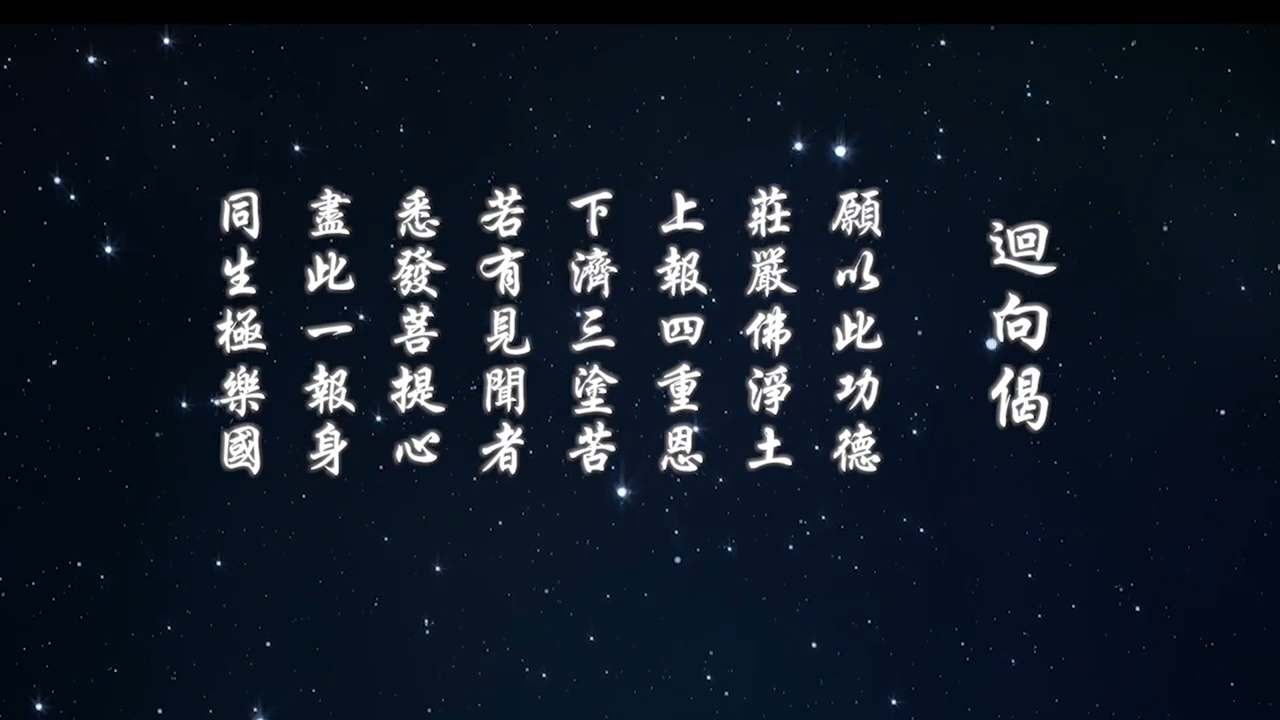 迴向偈
願以此功德
莊嚴佛淨土
上報四重恩
下濟三塗苦
若有見聞者
悉發菩提心
盡此一報身
同生極樂國